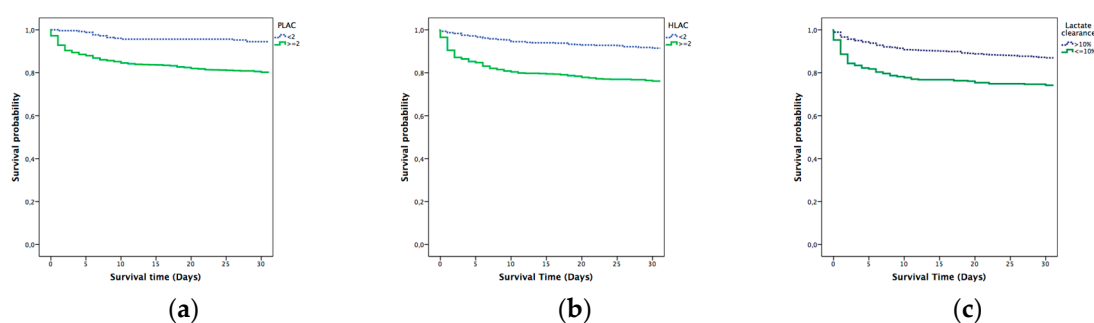 PLAC
<2
>=2
1,0
0,8
0,6
0,4
0,2
0,0
Survival probability
0 5 10 15 20 25 30
Survival time (Days)
(a)
HLAC
<2
>=2
1,0
0,8
0,6
0,4
0,2
0,0
Survival probability
0 5 10 15 20 25 30
Survival Time (Days)
(b)
Lactate
clearance
>10%
<=10%
1,0
0,8
0,6
0,4
0,2
0,0
Survival probability
0 5 10 15 20 25 30
Survival Time (Days)
(c)